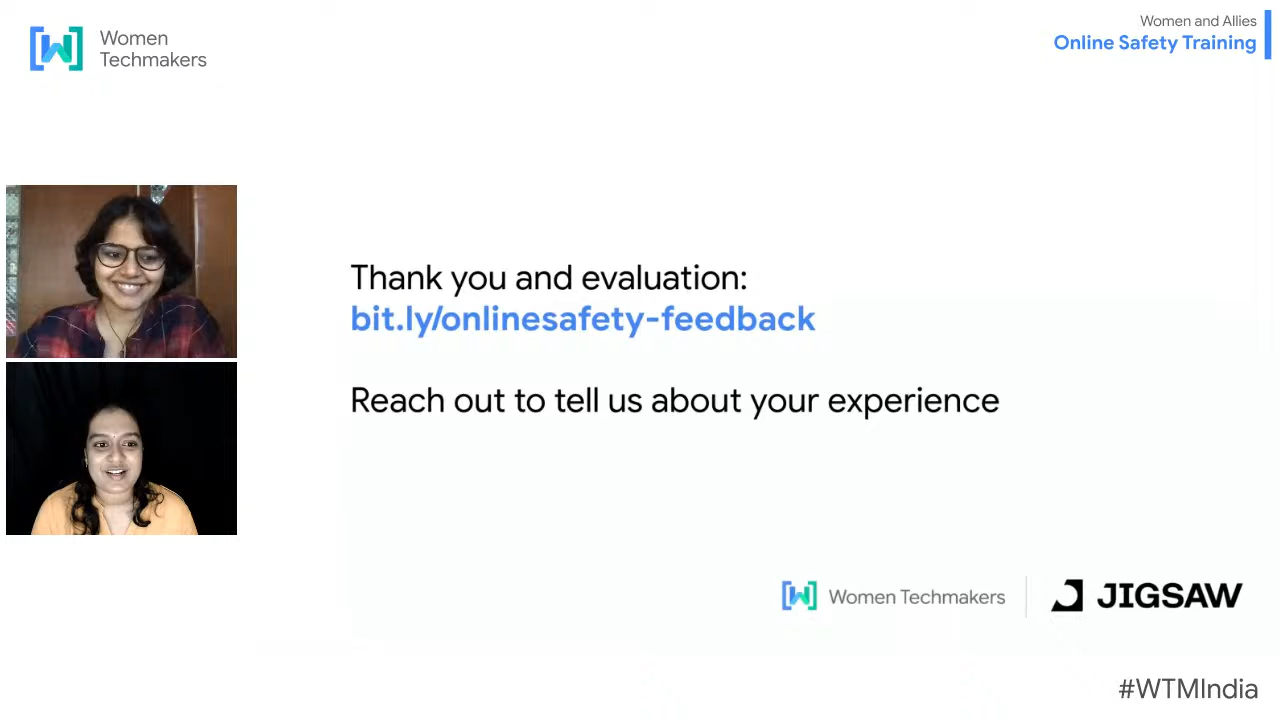 Women
Techmakers
Women and Allies
Online Safety Training
Thank you and evaluation:
bit.ly/onlinesafety-feedback
Reach out to tell us about your experience
Women Techmakers
JIGSAW
#WTMIndia